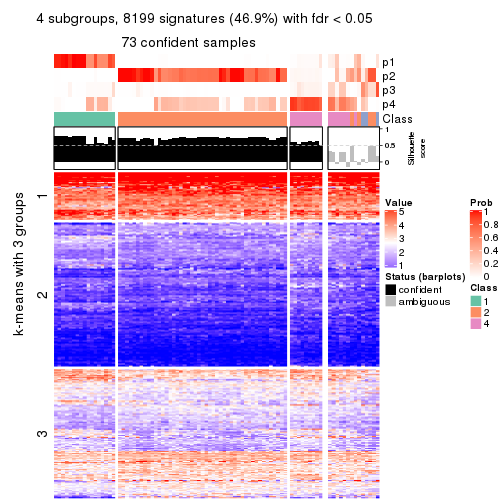 4 subgroups, 8199 signatures (46.9%) with fdr < 0.05
73 confident samples
p1
p2
p3
p4
Class
1
0.5
0
Silhouette
score
k-means with 3 groups
1
2
3
Value
5
4
3
2
1
Status (barplots)
confident
ambiguous
Prob
1
0.8
0.6
0.4
0.2
0
Class
1
2
4